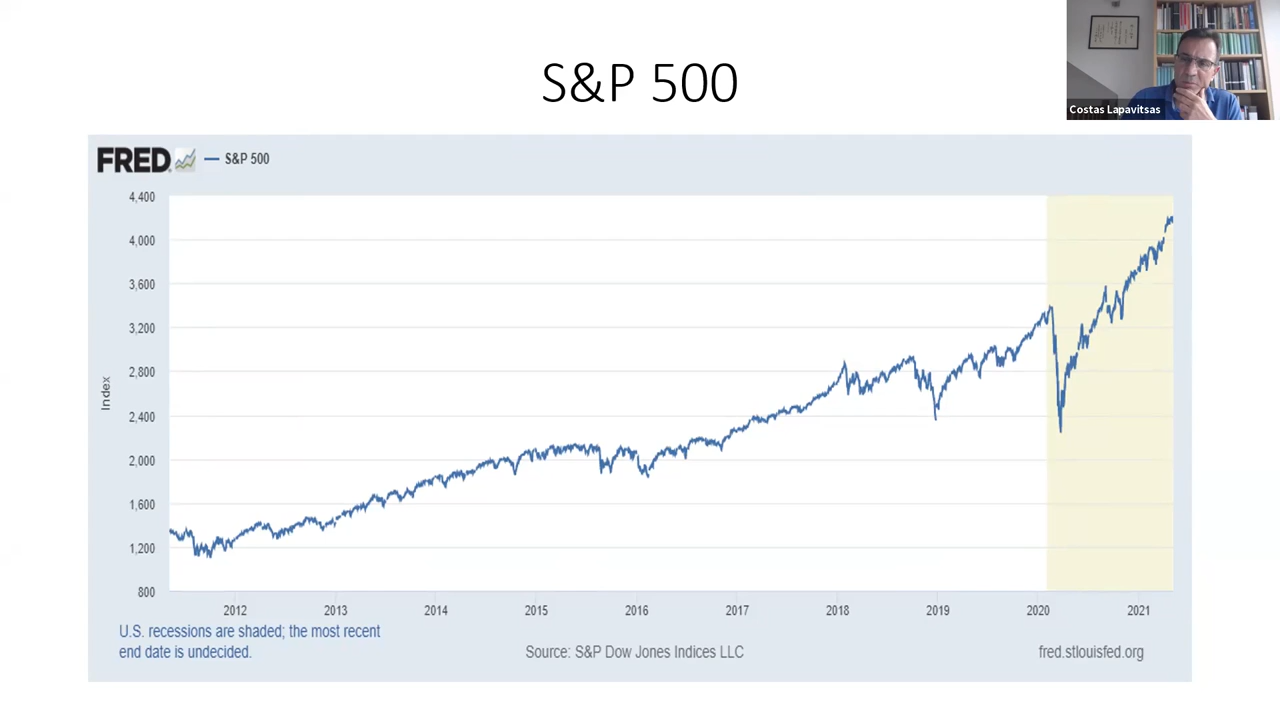 S&P 500
Costas Lapavitsas
FRED
S&P 500
4,400
4,000
3,600
3,200
2,800
2,400
2,000
1,600
1,200
800
Index
2012 2013 2014 2015 2016 2017 2018 2019 2020 2021
U.S. recessions are shaded; the most recent
end date is undecided.
Source: S&P Dow Jones Indices LLC
fred.stlouisfed.org